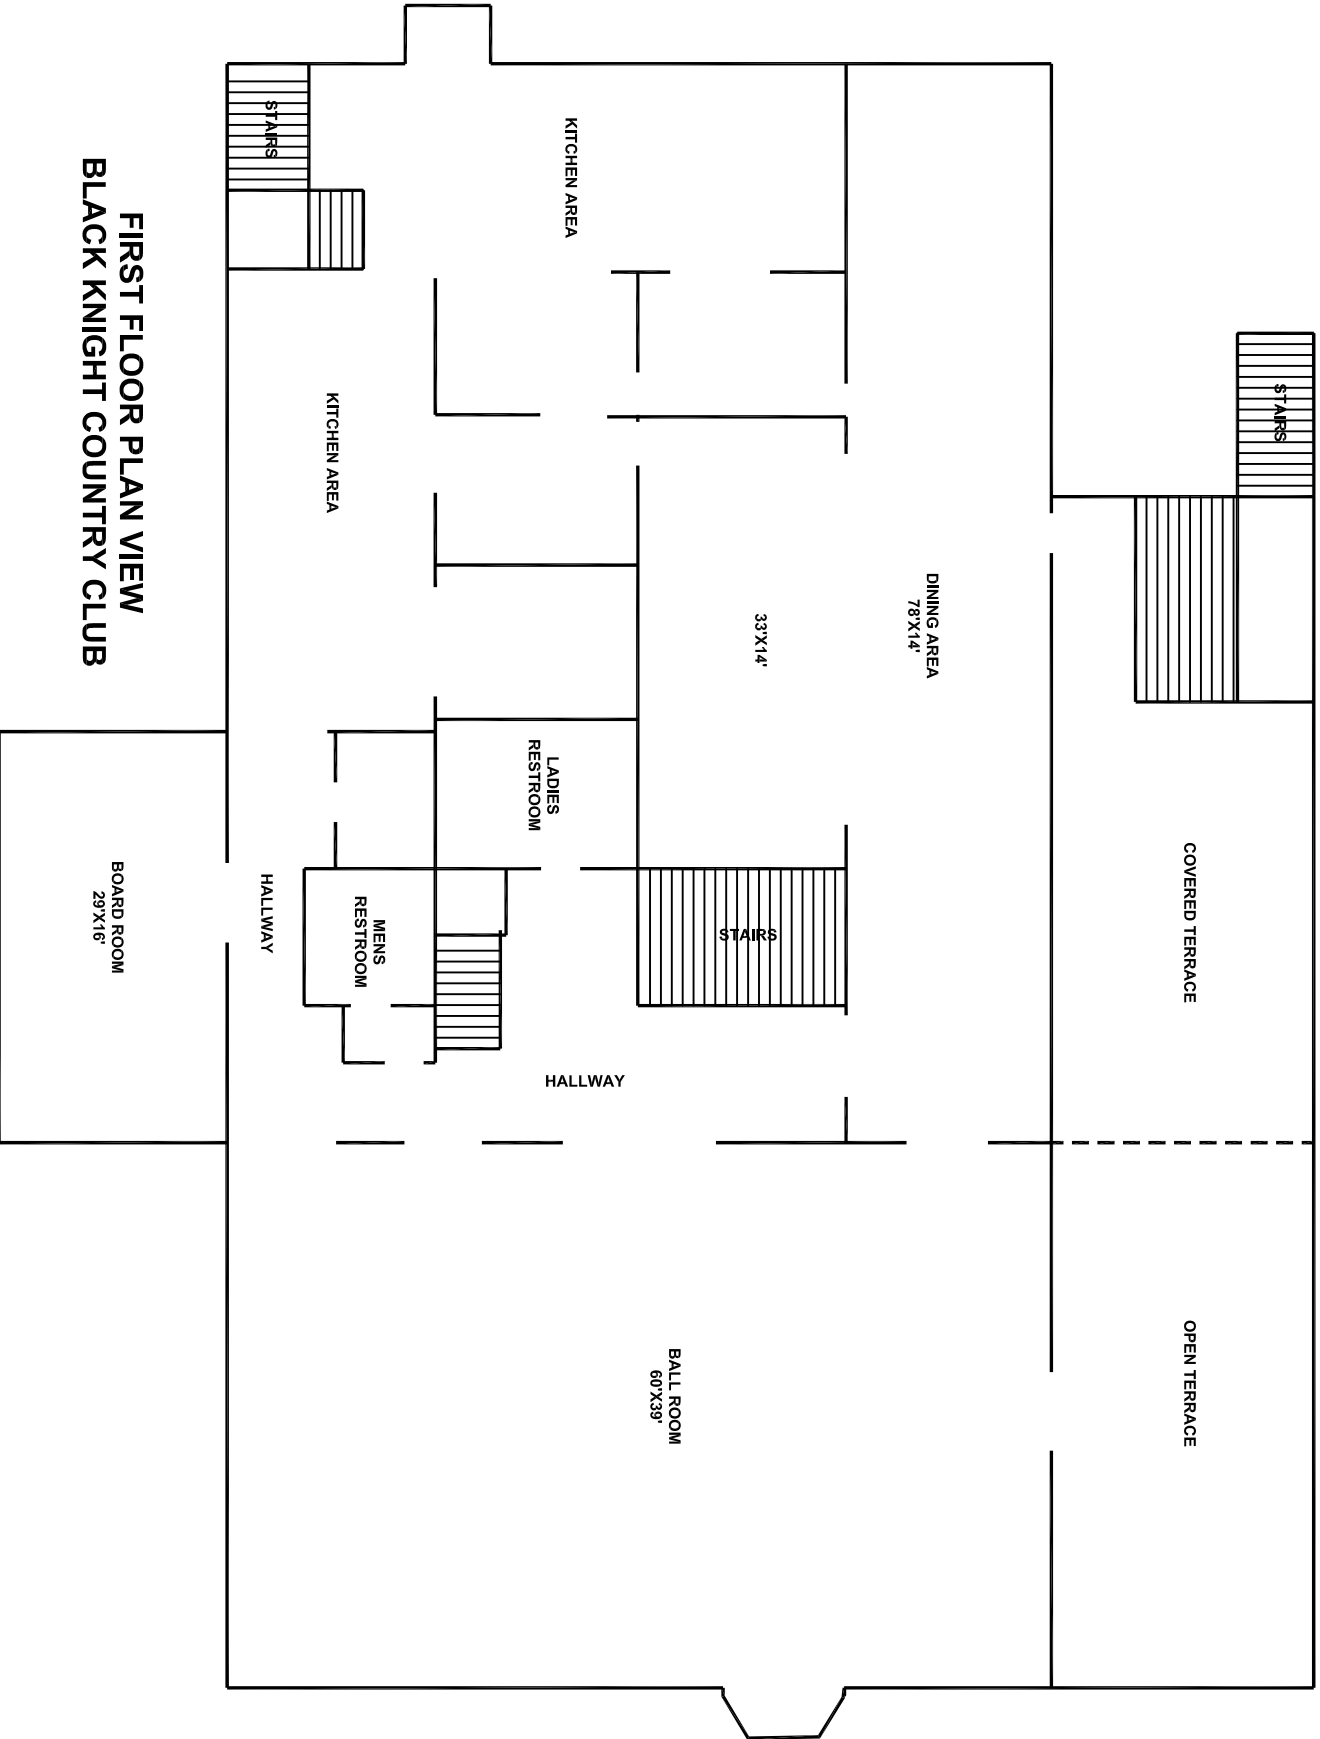 FIRST FLOOR PLAN VIEW
BLACK KNIGHT COUNTRY CLUB
STAIRS
KITCHEN AREA
KITCHEN AREA
STAIRS
DINING AREA
78'X14'
33'X14'
LADIES
RESTROOM
COVERED TERRACE
STAIRS
MENS
RESTROOM
HALLWAY
BOARD ROOM
29'X16'
HALLWAY
OPEN TERRACE
BALL ROOM
60'X39'